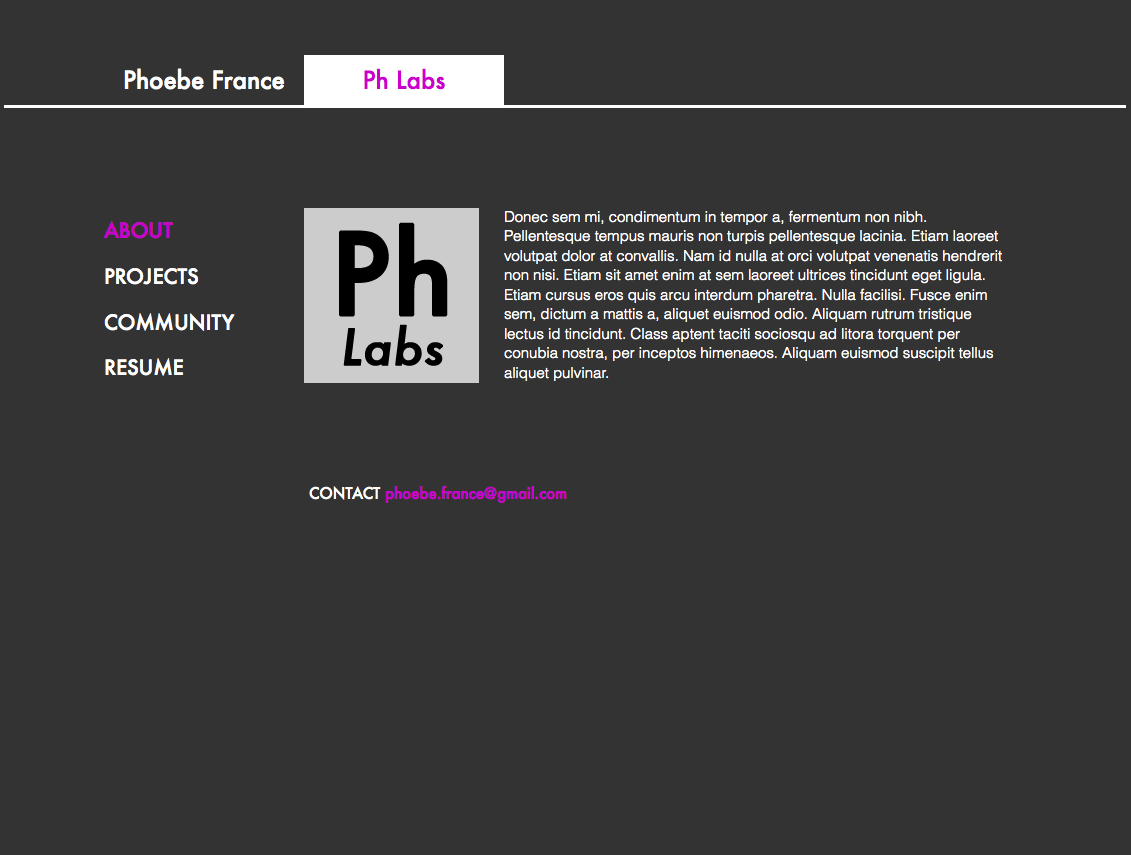 Phoebe France
Ph Labs
ABOUT
PROJECTS
COMMUNITY
RESUME
Ph
Labs
Donec sem mi, condimentum in tempor a, fermentum non nibh.
Pellentesque tempus mauris non turpis pellentesque lacinia. Etiam laoreet
volutpat dolor at convallis. Nam id nulla at orci volutpat venenatis hendrerit
non nisi. Etiam sit amet enim at sem laoreet ultrices tincidunt eget ligula.
Etiam cursus eros quis arcu interdum pharetra. Nulla facilisi. Fusce enim
sem, dictum a mattis a, aliquet euismod odio. Aliquam rutrum tristique
lectus id tincidunt. Class aptent taciti sociosqu ad litora torquent per
conubia nostra, per inceptos himenaeos. Aliquam euismod suscipit tellus
aliquet pulvinar.
CONTACT phoebe.france@gmail.com